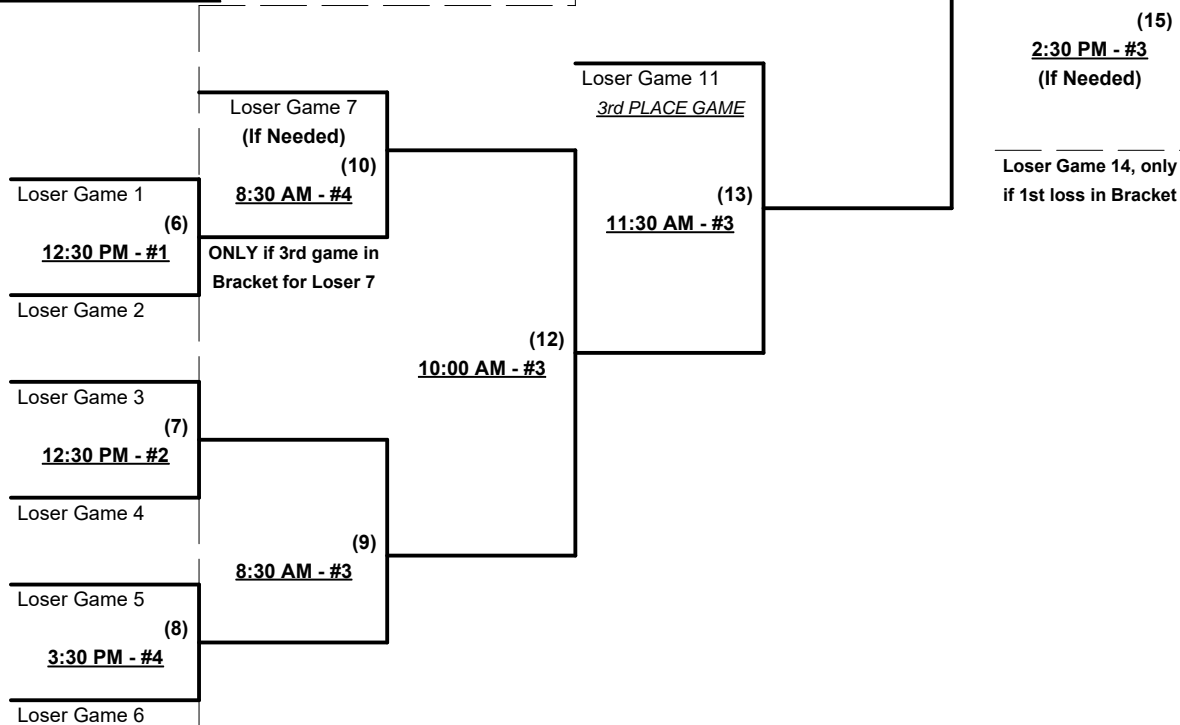 (15)
2:30 PM - #3
(If Needed)
Loser Game 14, only
if 1st loss in Bracket
Loser Game 11
3rd PLACE GAME
(13)
11:30 AM - #3
Loser Game 7
(If Needed)
(10)
8:30 AM - #4
ONLY if 3rd game in
Bracket for Loser 7
Loser Game 1
(6)
12:30 PM - #1
Loser Game 2
(12)
10:00 AM - #3
Loser Game 3
(7)
12:30 PM - #2
Loser Game 4
(9)
8:30 AM - #3
Loser Game 5
(8)
3:30 PM - #4
Loser Game 6